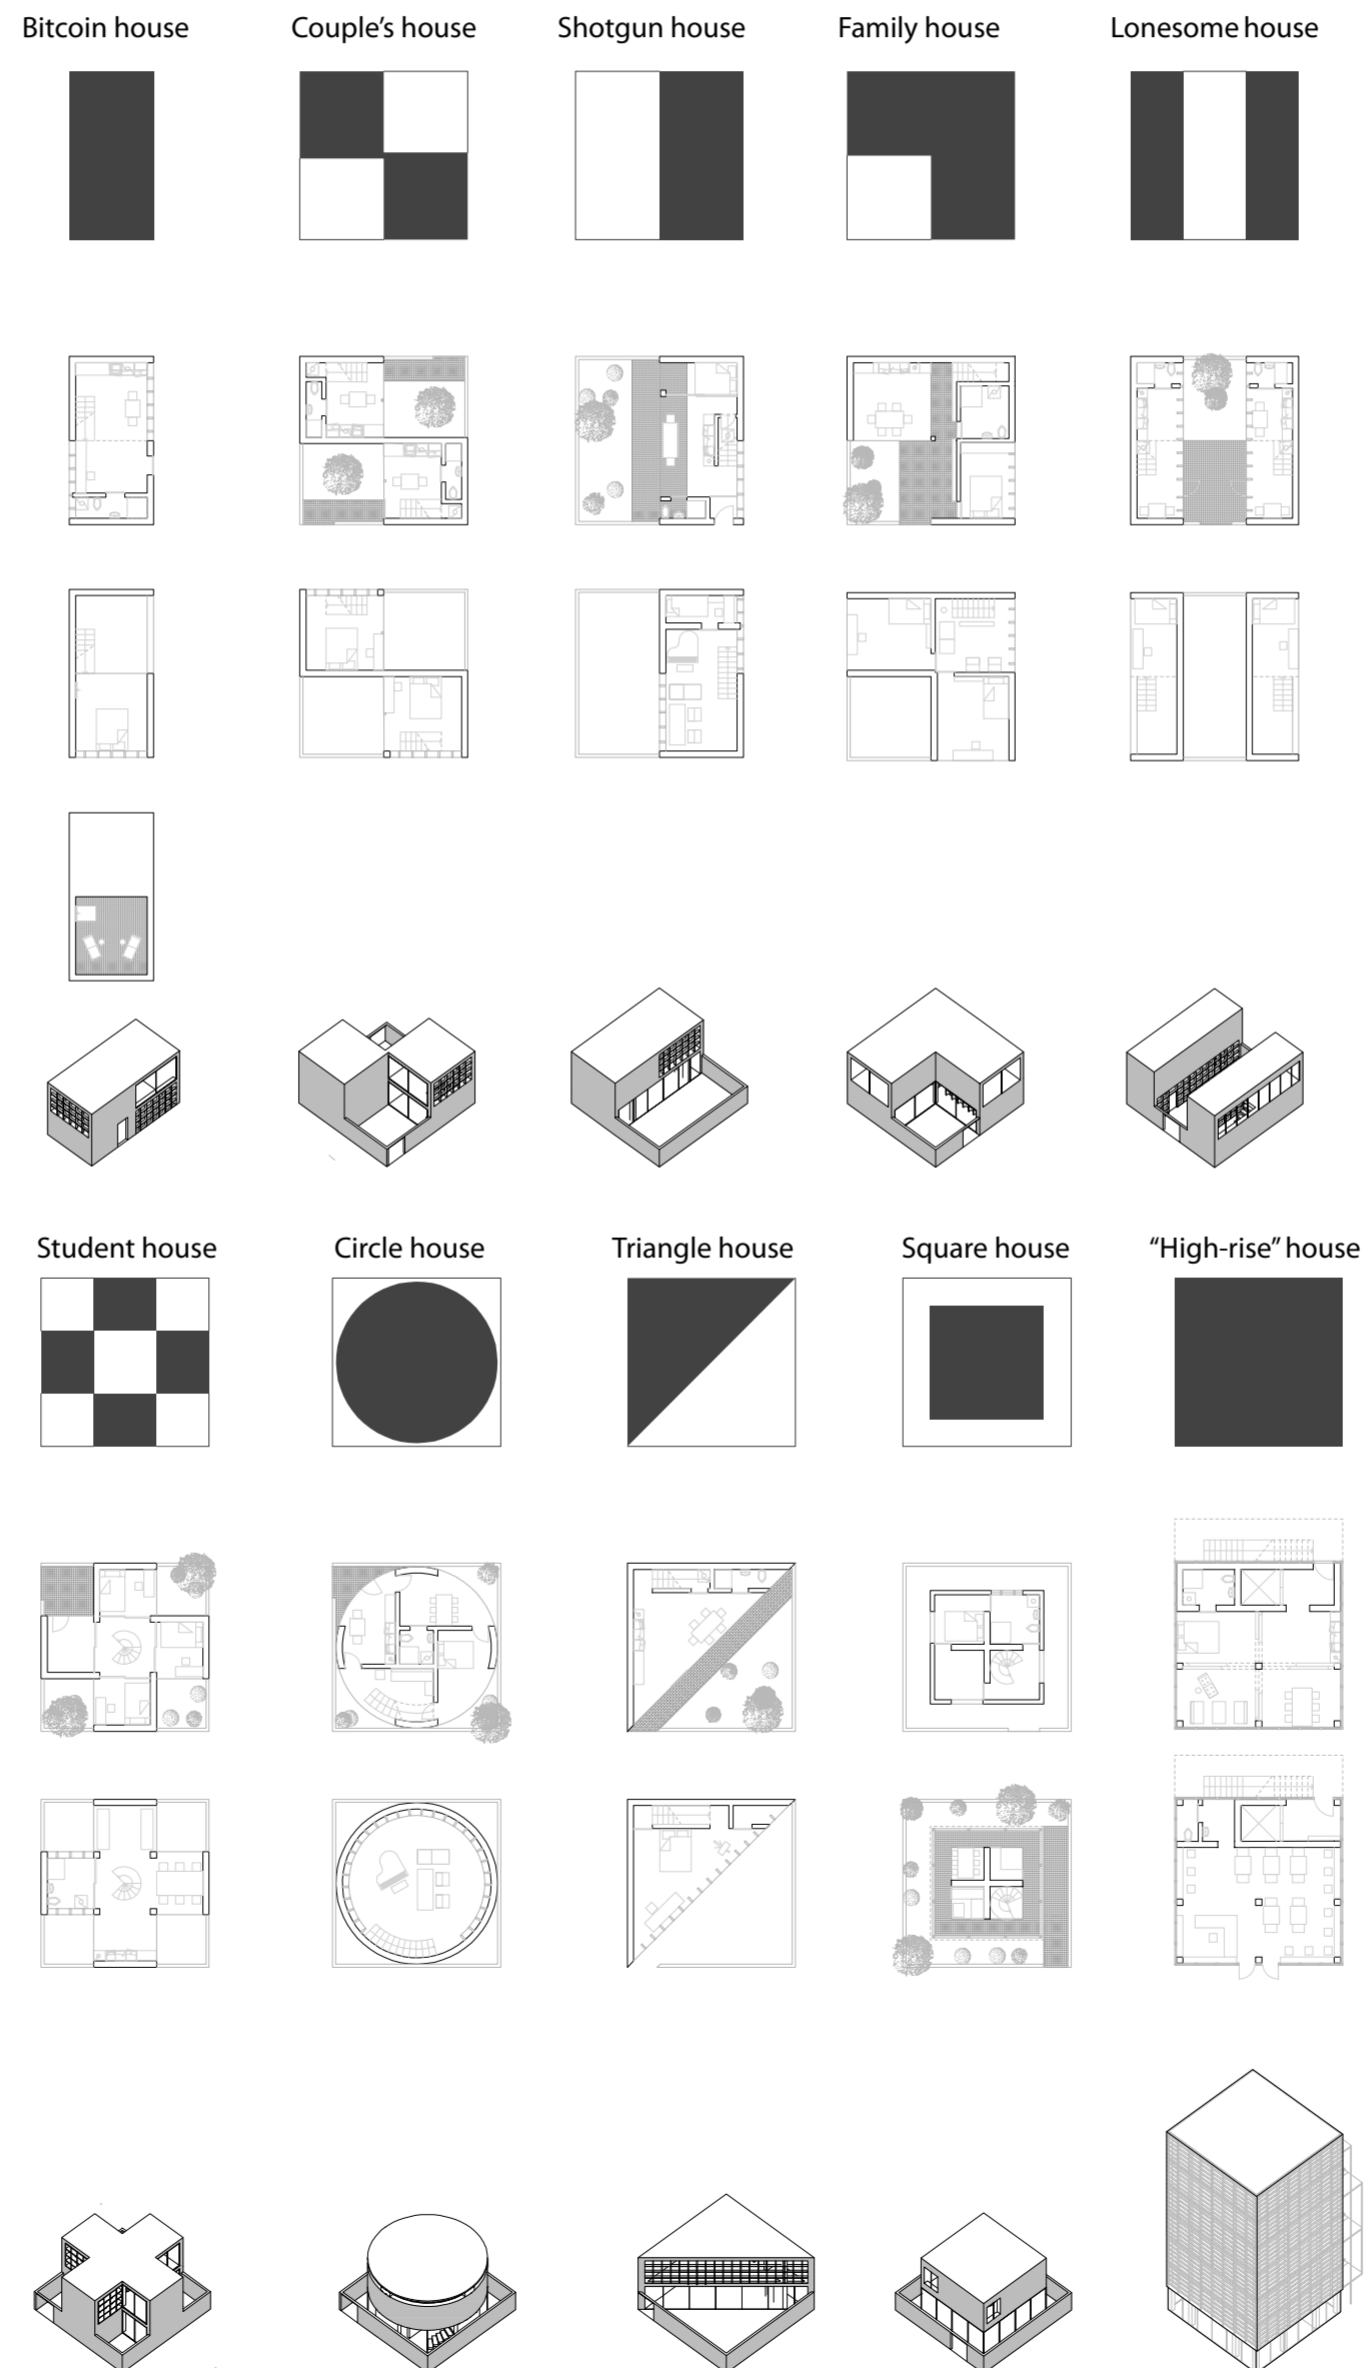 Bitcoin house
Couple’s house
Shotgun house
Family house
Lonesome house
Student house
Circle house
Triangle house
Square house
“High-rise” house